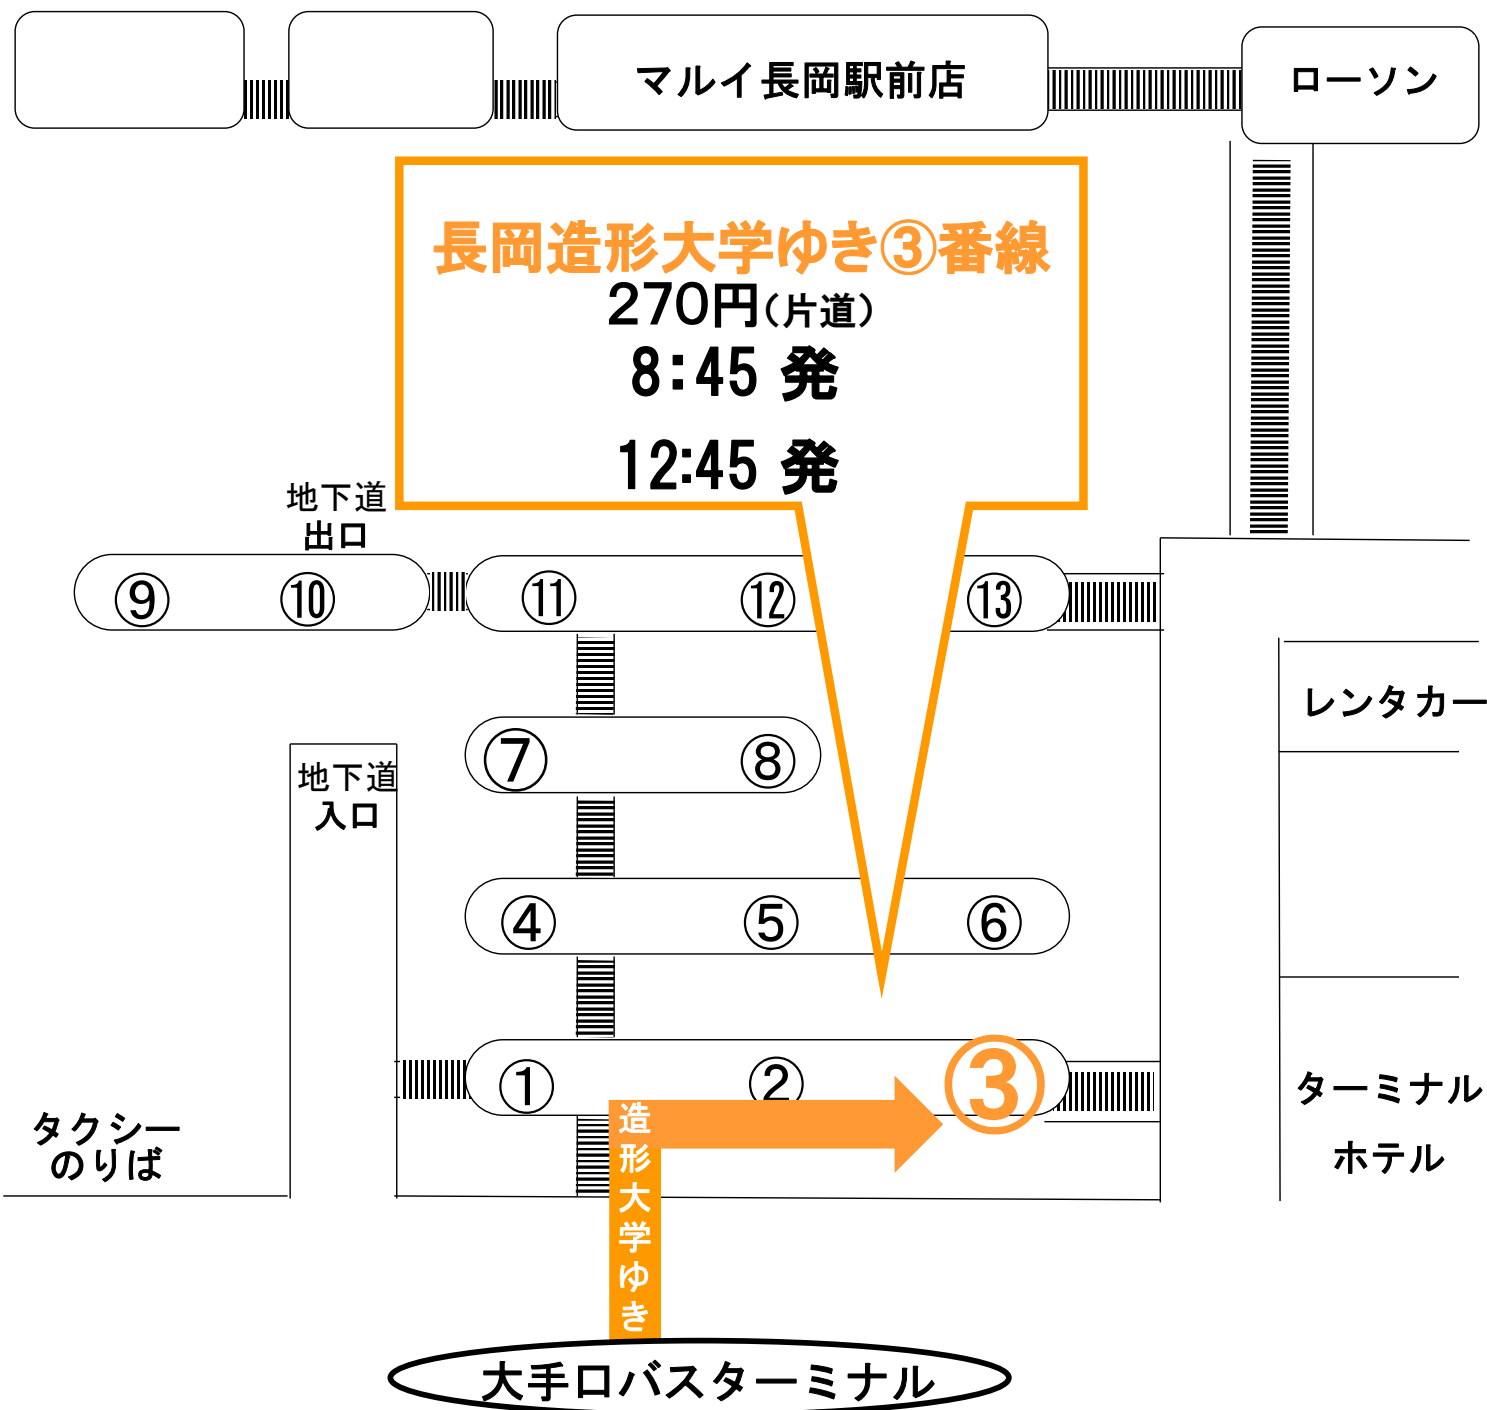 マルイ長岡駅前店
ローソン
長岡造形大学ゆき③番線
270円(片道)
8:45 発
12:45 発
地下道
出口
⑨
⑩
⑪
⑫
⑬
レンタカー
⑦
⑧
地下道
入口
④
⑤
⑥
①
②
③
ターミナル
ホテル
タクシー
のりば
造形大学ゆき
大手口バスターミナル